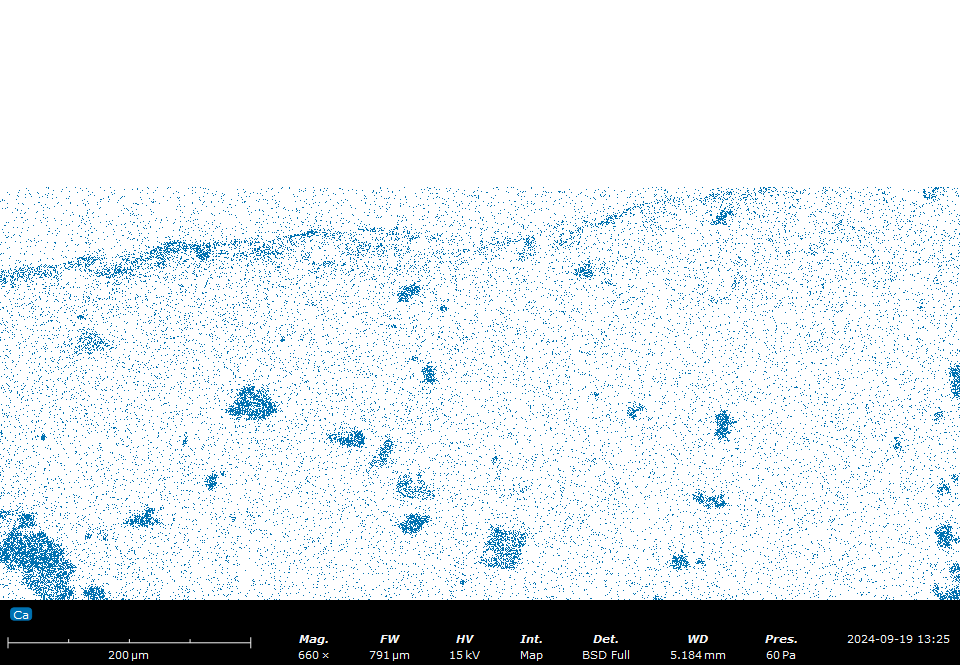 Ca
Mag. FW HV Int. Det. WD Pres. 2024-09-19 13:25
200 µm 660 × 791 µm 15 kV Map BSD Full 5.184 mm 60 Pa